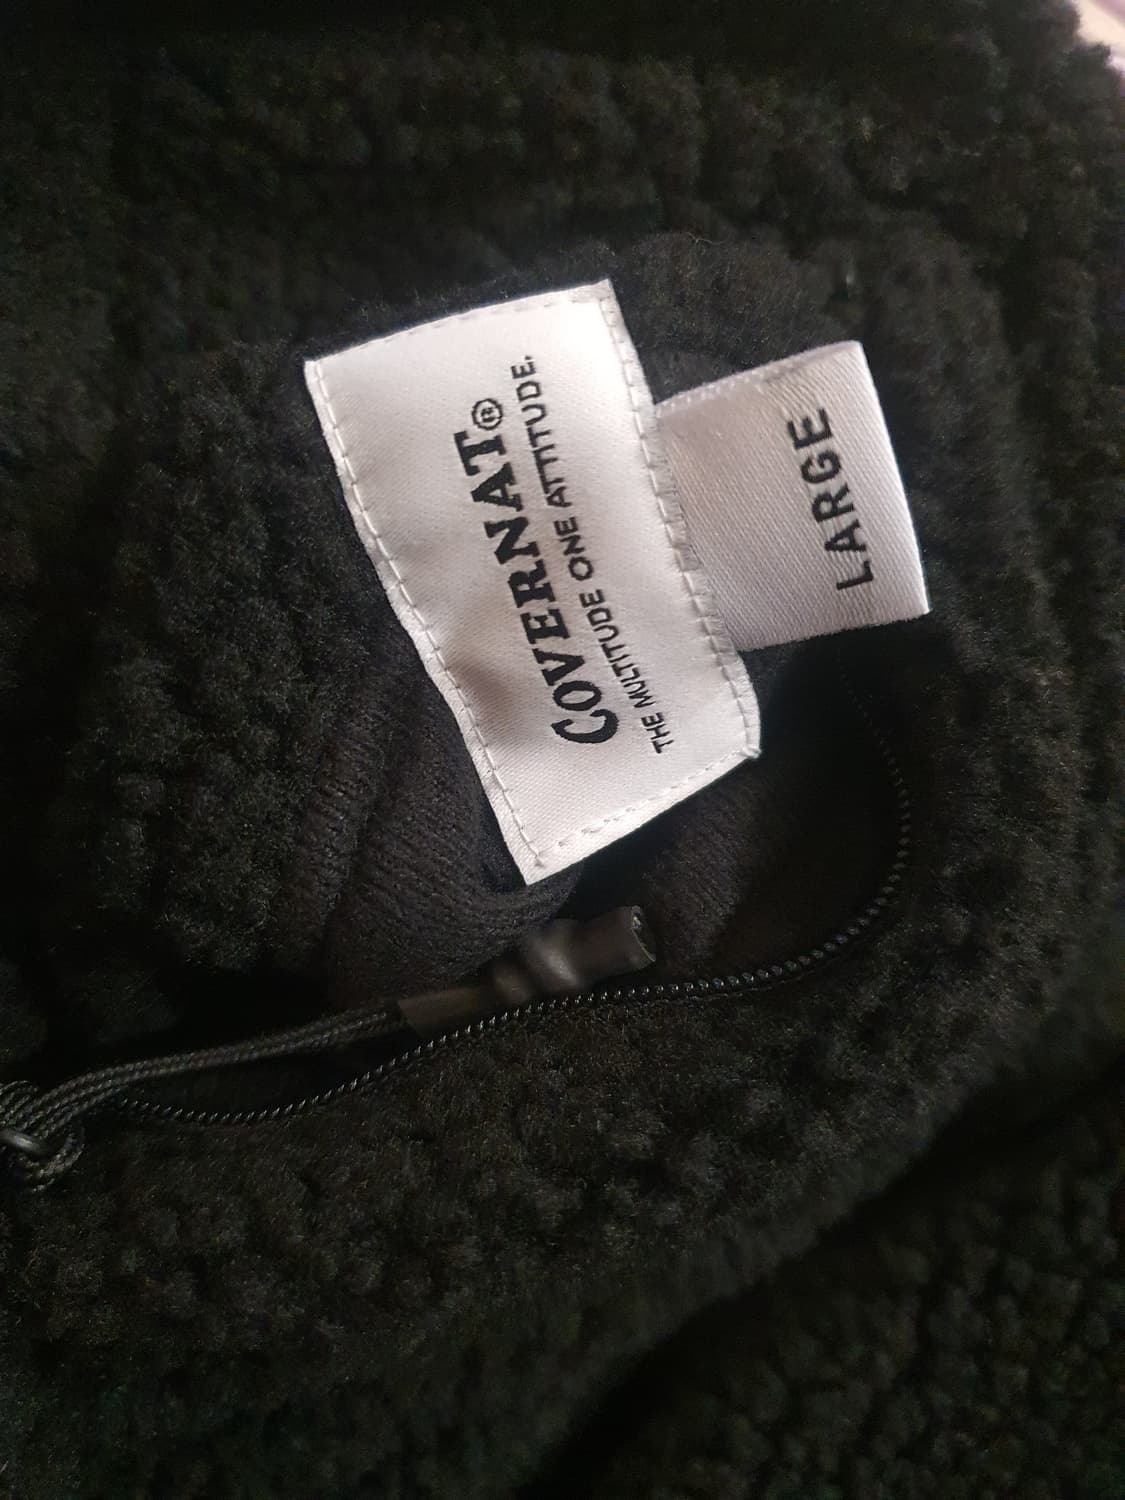 COVERNAT®
THE MULTITUDE ONE ATTITUDE.
LARGE